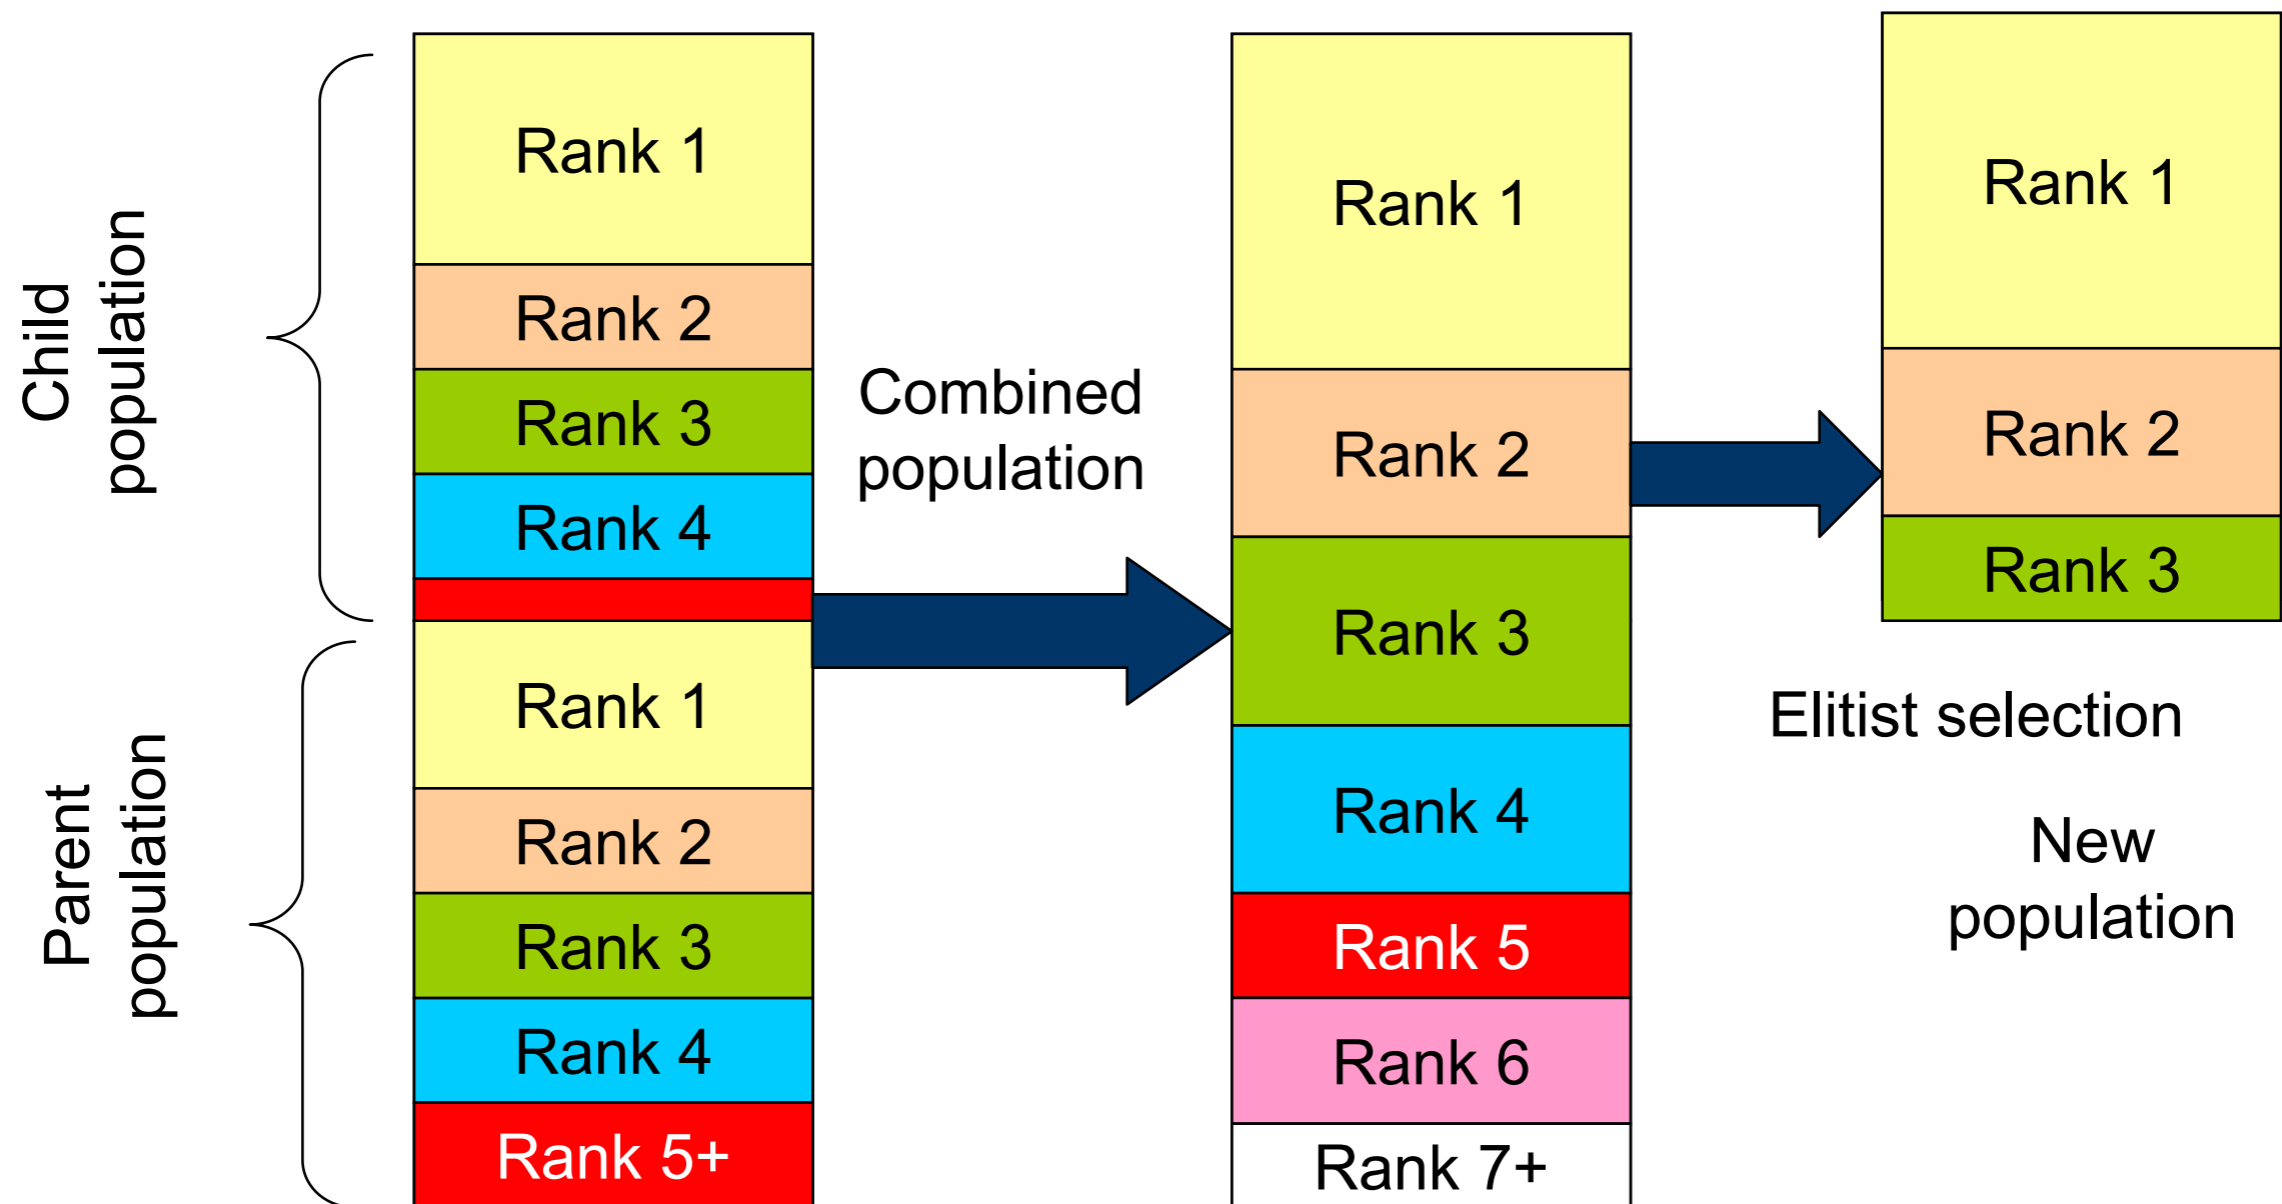 Child
population
Rank 1
Rank 2
Rank 3
Rank 4
Parent
population
Rank 1
Rank 2
Rank 3
Rank 4
Rank 5+
Combined
population
Rank 1
Rank 2
Rank 3
Rank 4
Rank 5
Rank 6
Rank 7+
Rank 1
Rank 2
Rank 3
Elitist selection
New
population